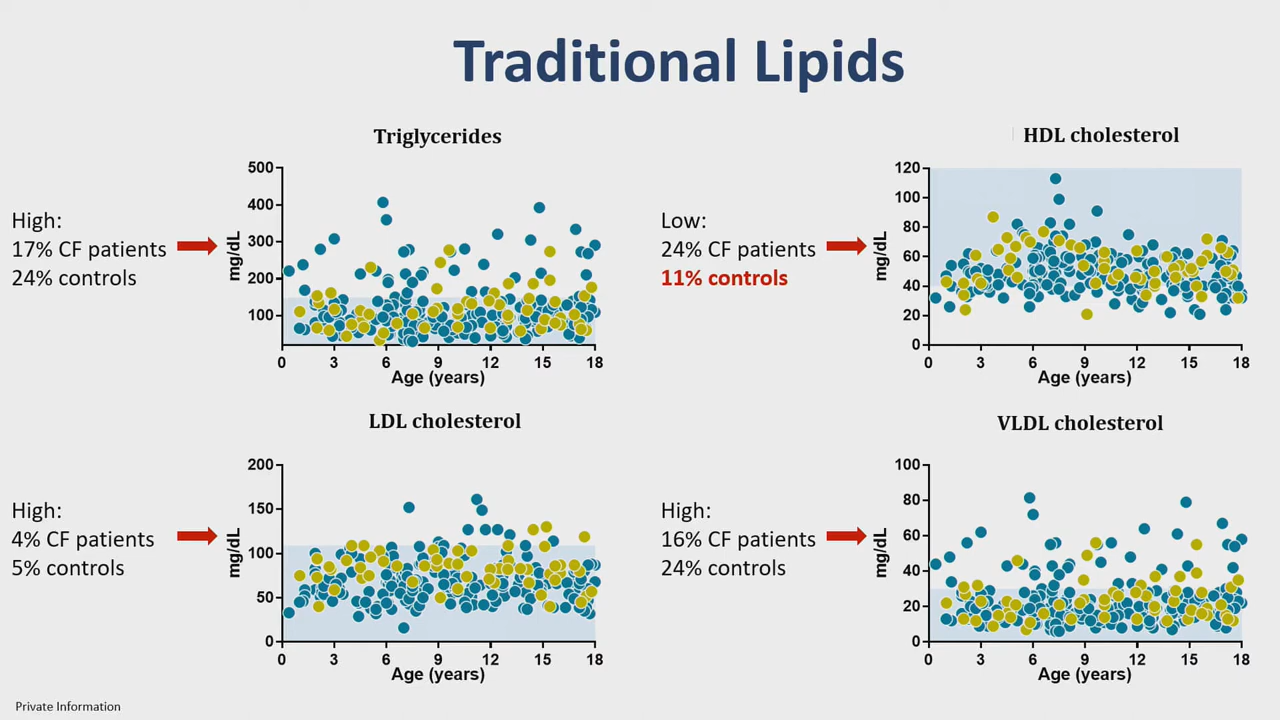 Traditional Lipids
Triglycerides
High:
17% CF patients
24% controls
mg/dL
500
400
300
200
100
0 3 6 9 12 15 18
Age (years)
HDL cholesterol
Low:
24% CF patients
11% controls
mg/dL
120
100
80
60
40
20
0
0 3 6 9 12 15 18
Age (years)
LDL cholesterol
High:
4% CF patients
5% controls
mg/dL
200
150
100
50
0
0 3 6 9 12 15 18
Age (years)
VLDL cholesterol
High:
16% CF patients
24% controls
mg/dL
100
80
60
40
20
0
0 3 6 9 12 15 18
Age (years)
Private Information